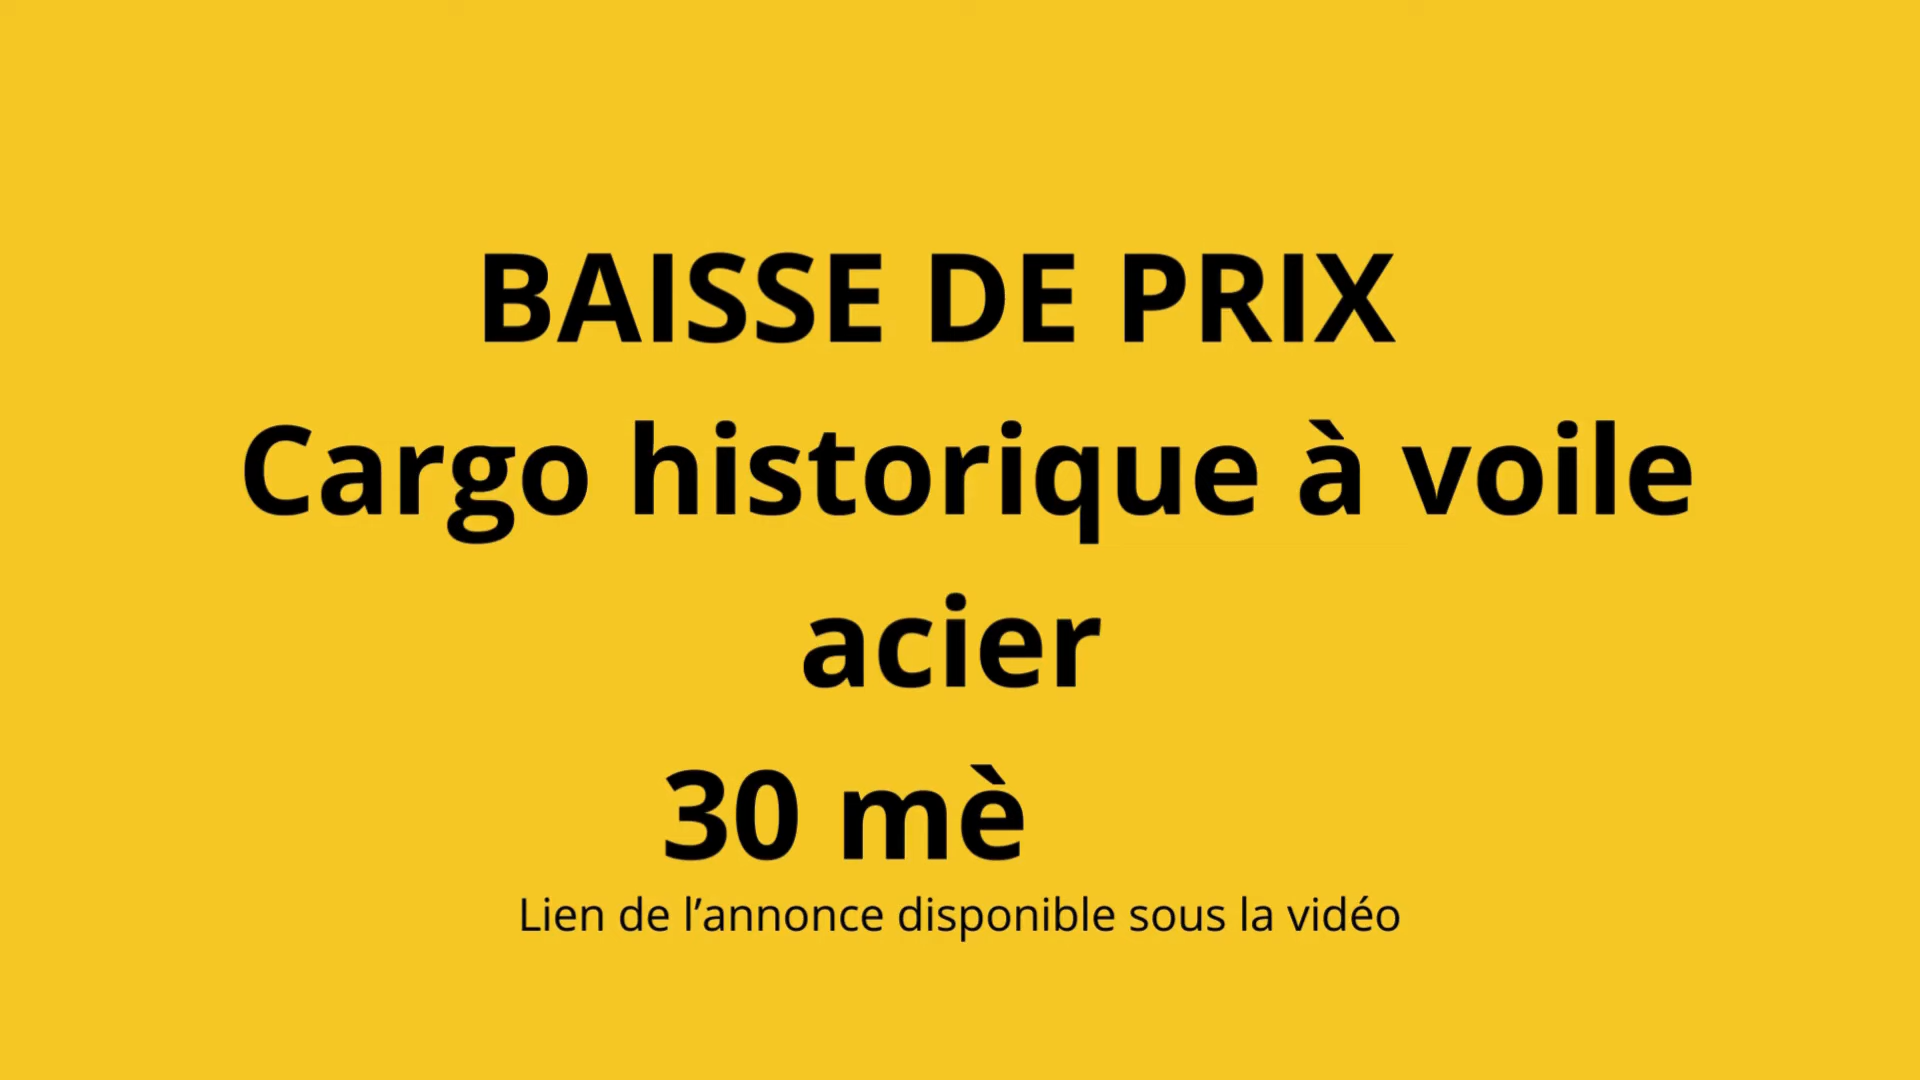 BAISSE DE PRIX
Cargo historique à voile
acier
30 mè
Lien de l’annonce disponible sous la vidéo